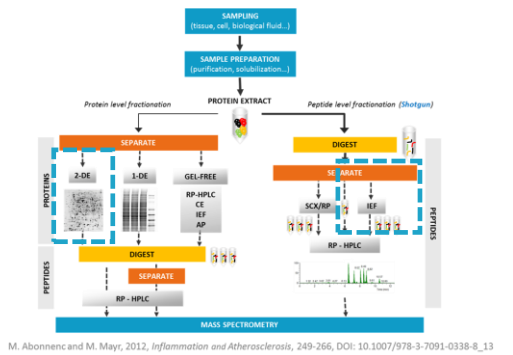 SAMPLING
(tissue, cell, biological fluid...)
SAMPLE PREPARATION
(purification, solubilization...)
PROTEIN EXTRACT
Protein level fractionation
Peptide level fractionation (Shotgun)
SEPARATE
2-DE
1-DE
GEL-FREE
RP-HPLC
CE
IEF
AP
PROTEINS
DIGEST
SEPARATE
RP - HPLC
PEPTIDES
DIGEST
SEPARATE
SCX/RP
IEF
RP - HPLC
PEPTIDES
MASS SPECTROMETRY
M. Abonnenc and M. Mayr, 2012, Inflammation and Atherosclerosis, 249-266, DOI: 10.1007/978-3-7091-0338-8_13